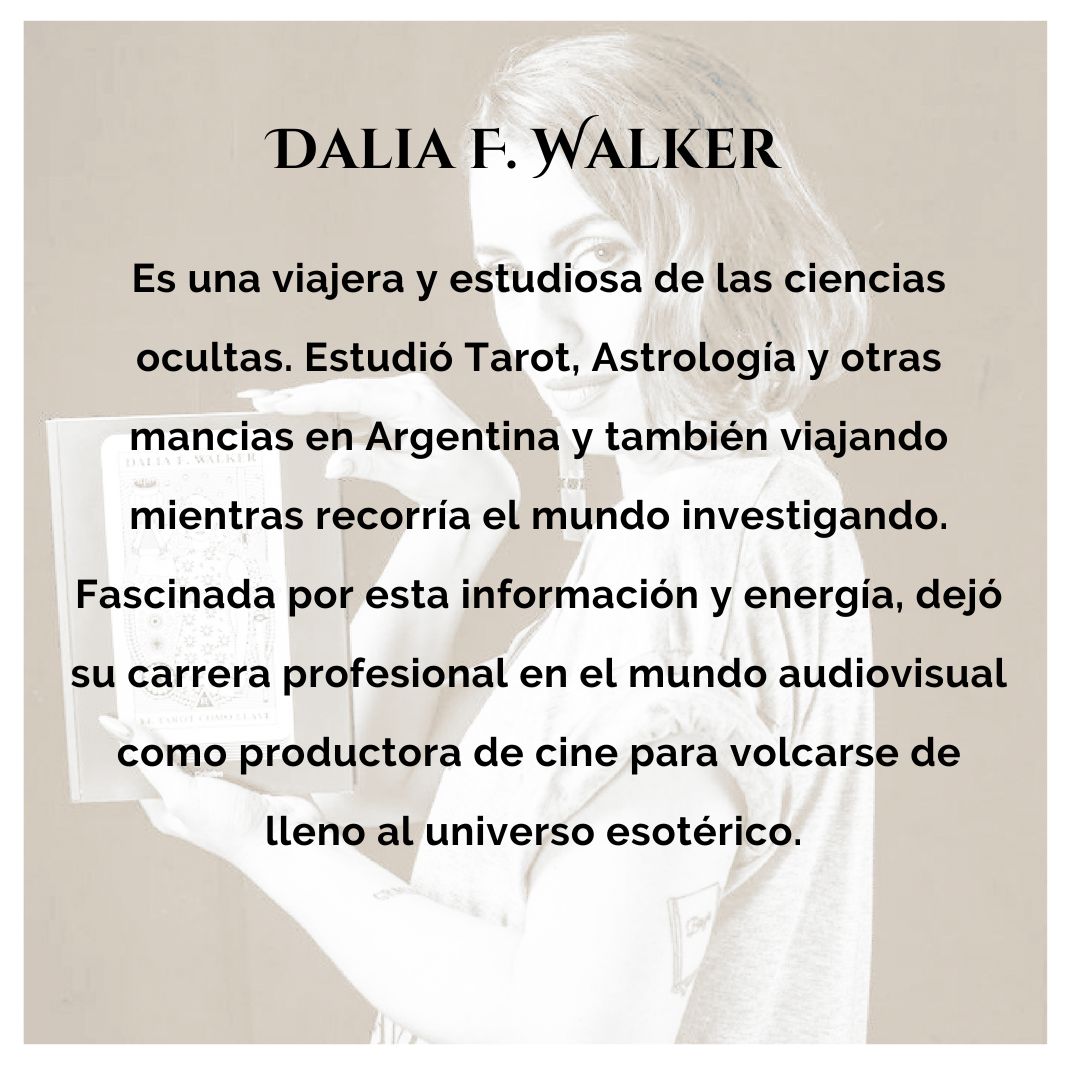 DALIA F. WALKER
Es una viajera y estudiosa de las ciencias
ocultas. Estudió Tarot, Astrología y otras
mancias en Argentina y también viajando
mientras recorría el mundo investigando.
Fascinada por esta información y energía, dejó
su carrera profesional en el mundo audiovisual
como productora de cine para volcarse de
lleno al universo esotérico.
DALIA F. WALKER
EL TAROT COMO LLAVE